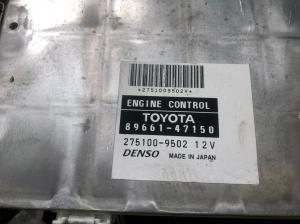 *2751009502*
ENGINE CONTROL
TOYOTA
89661-47150
275100-9502 12V
DENSO MADE IN JAPAN